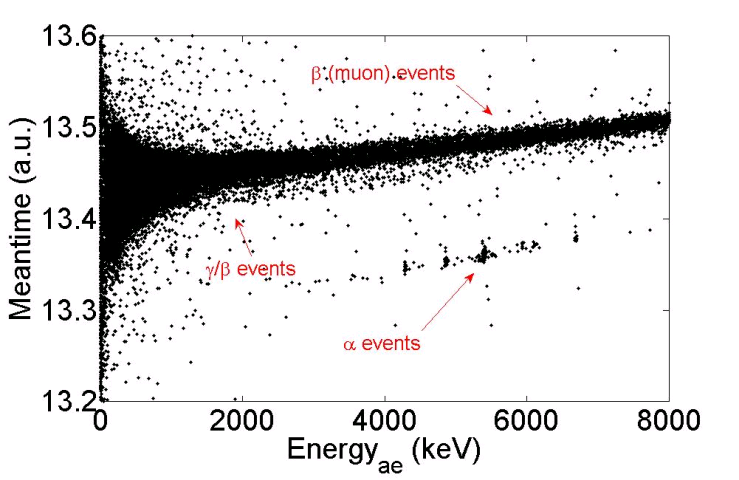 13.6
13.5
13.4
13.3
13.2
Meantime (a.u.)
β (muon) events
γ/β events
α events
0
2000
4000
6000
8000
Energy_ae (keV)